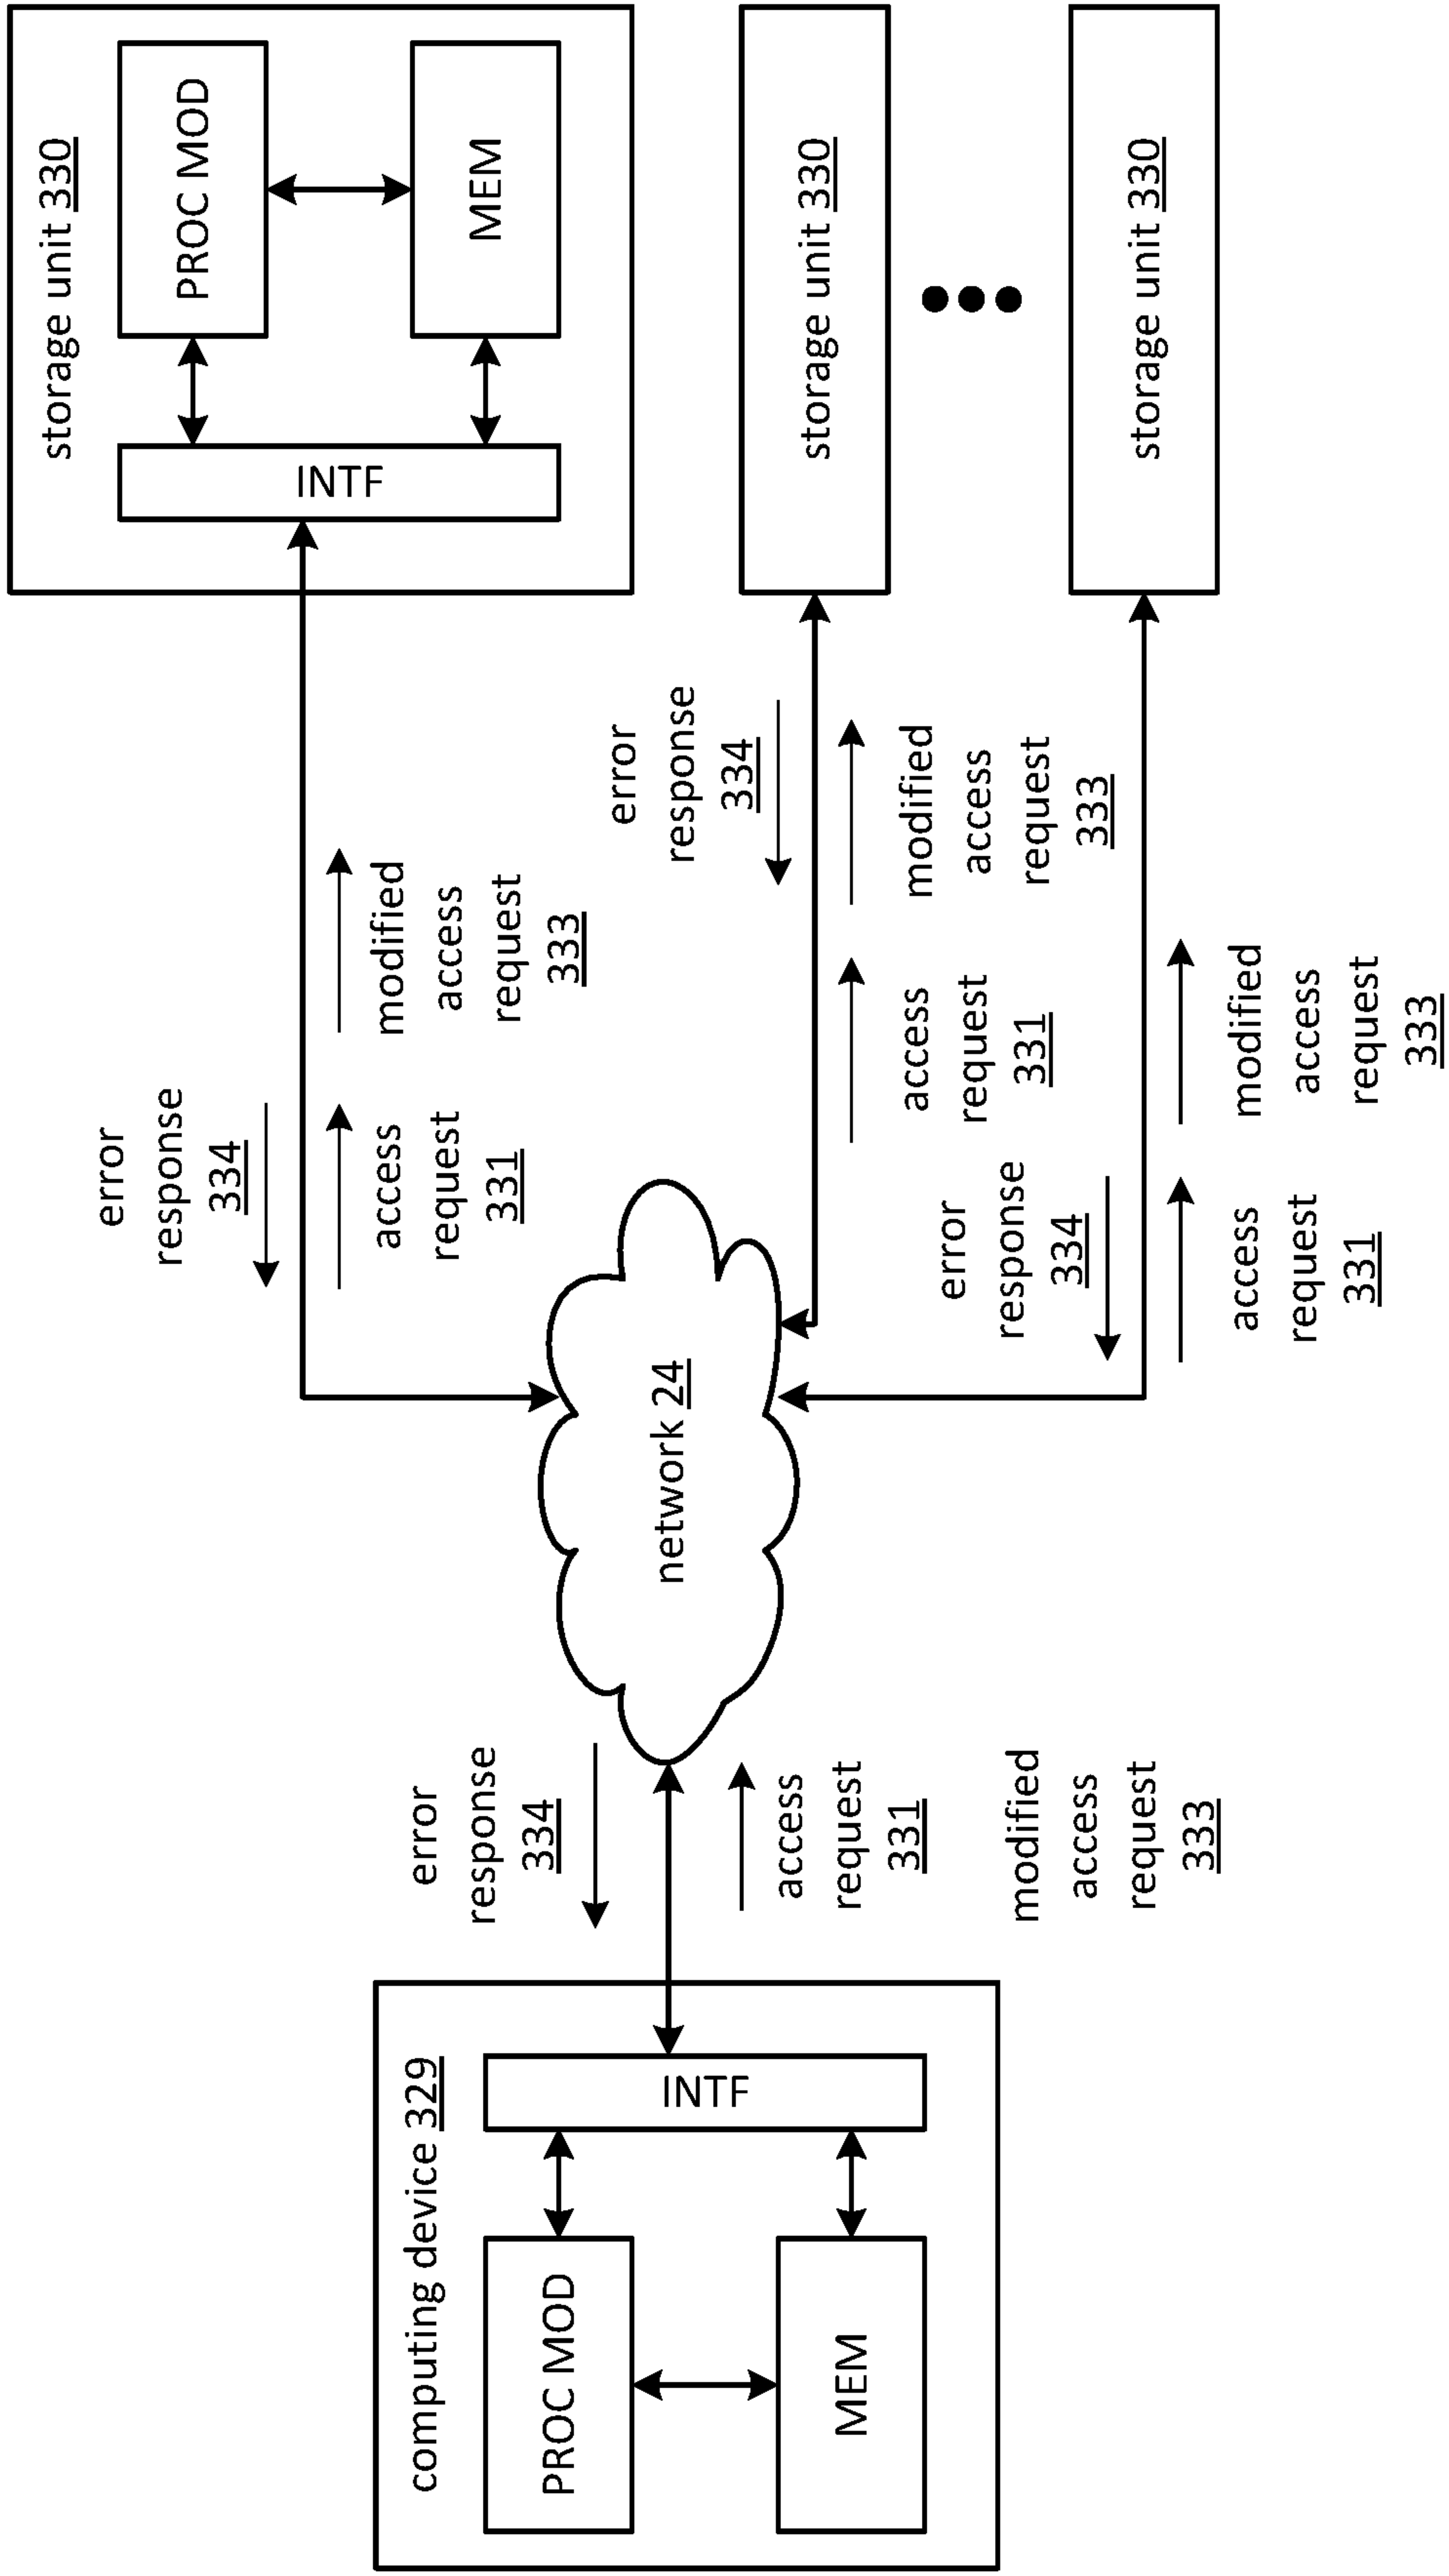 computing device 329
PROC MOD
MEM
INTF
error
response
334
access
request
331
modified
access
request
333
network 24
error
response
334
access
request
331
modified
access
request
333
error
response
334
access
request
331
modified
access
request
333
error
response
334
access
request
331
modified
access
request
333
storage unit 330
INTF
PROC MOD
MEM
storage unit 330
storage unit 330